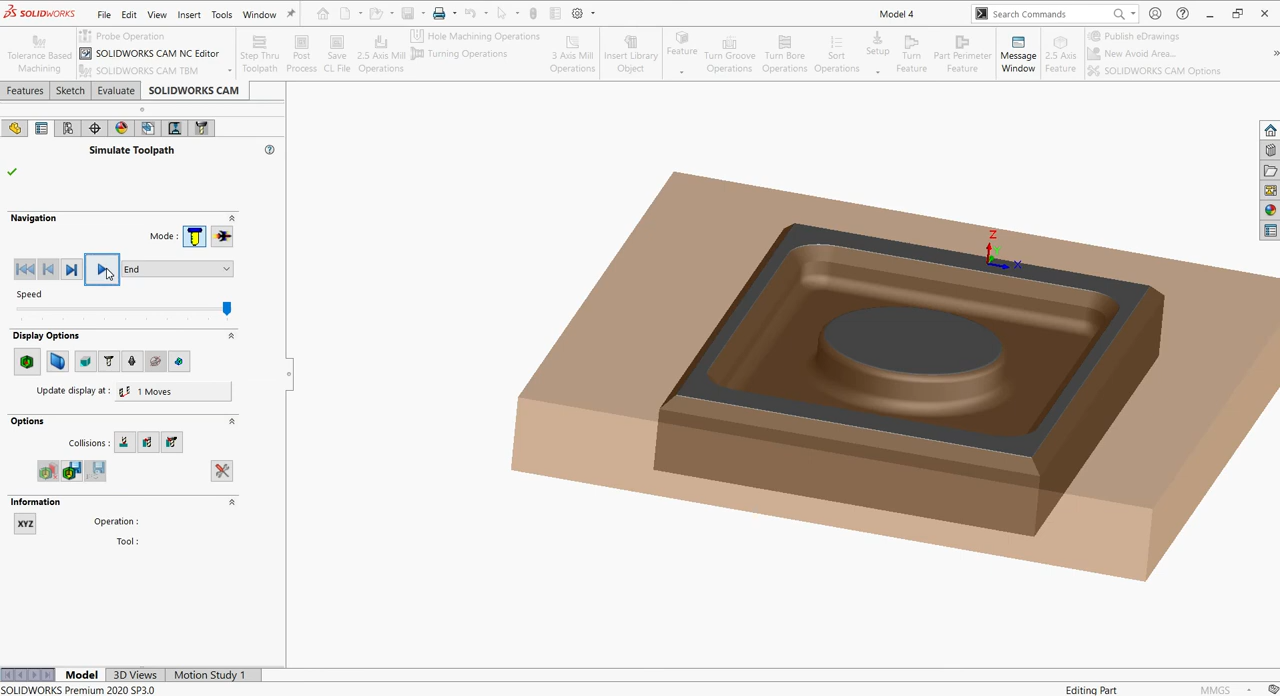 SOLIDWORKS File Edit View Insert Tools Window Model 4 Search Commands
Tolerance Based Machining
Probe Operation
SOLIDWORKS CAM NC Editor
SOLIDWORKS CAM TBM
Step Thru Toolpath
Post Process
Save CL File
2.5 Axis Mill Operations
Hole Machining Operations
Turning Operations
3 Axis Mill Operations
Insert Library Object
Feature
Turn Groove Operations
Turn Bore Operations
Sort Operations
Setup
Turn Feature
Part Perimeter Feature
Message Window
2.5 Axis Feature
Publish eDrawings
New Avoid Area...
SOLIDWORKS CAM Options
Features Sketch Evaluate SOLIDWORKS CAM
Simulate Toolpath
Navigation
Mode :
End
Speed
Display Options
Update display at : 1 Moves
Options
Collisions :
Information
XYZ
Operation :
Tool :
Z
X
Model 3D Views Motion Study 1
SOLIDWORKS Premium 2020 SP3.0 Editing Part MMGS